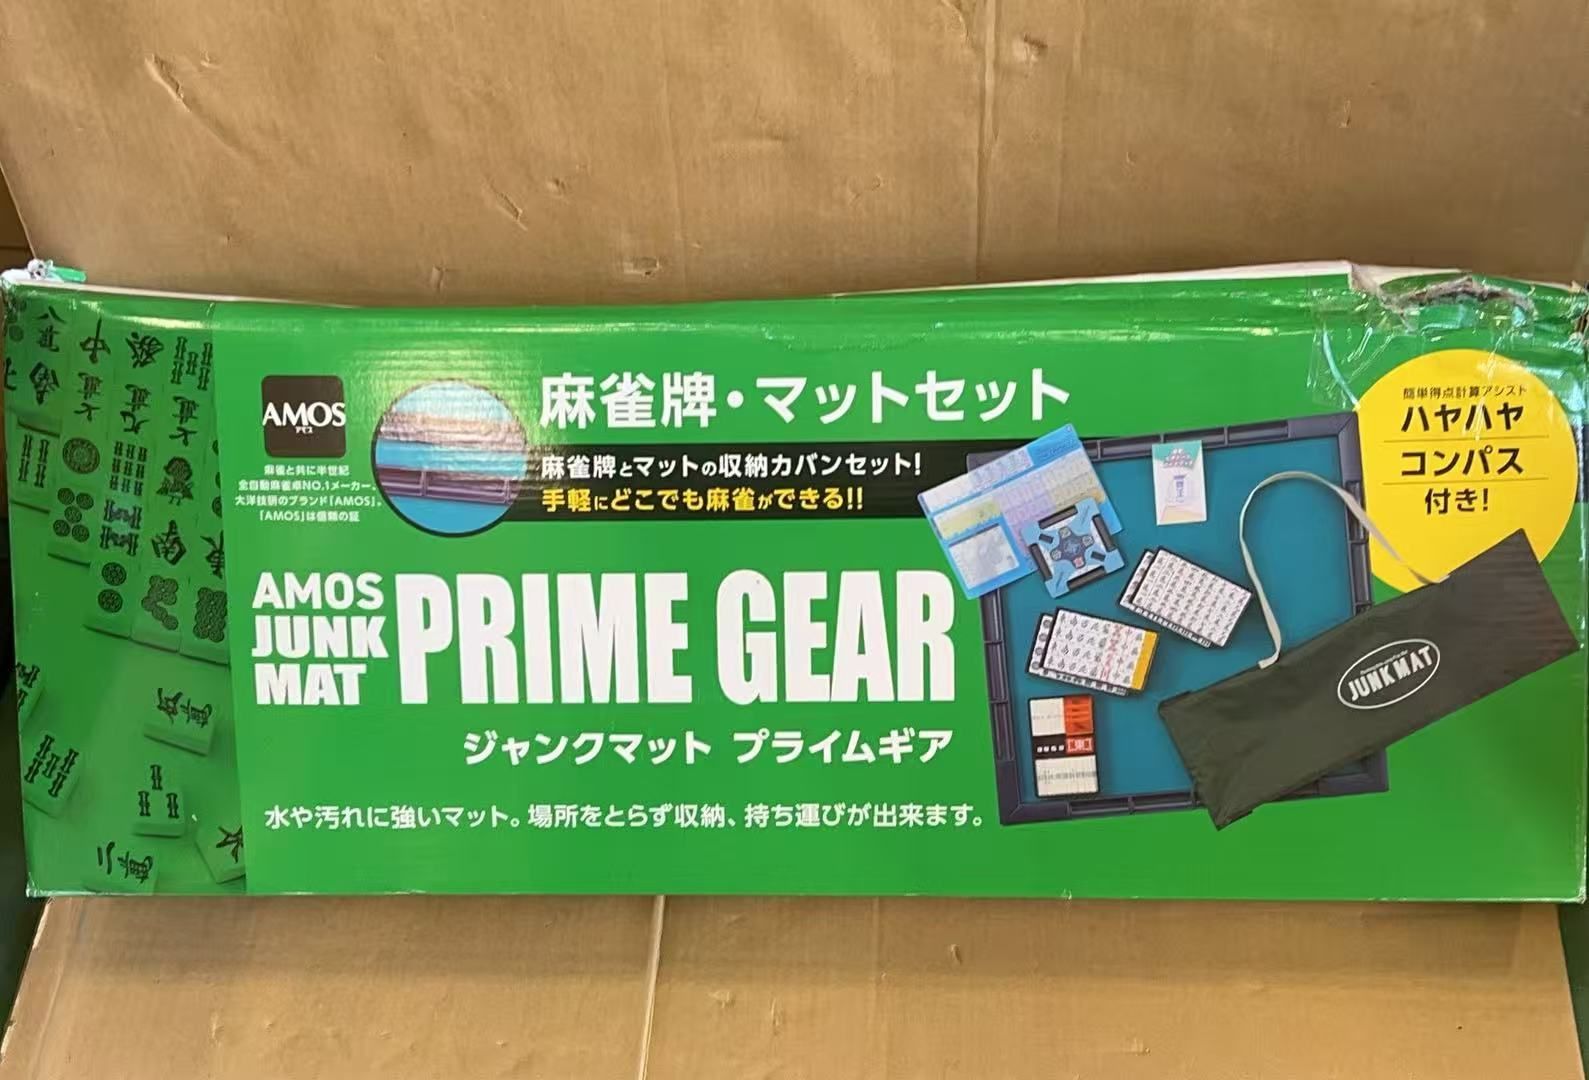 AMOS
アモス
麻雀と共に半世紀
全自動麻雀卓NO.1メーカー、
大洋技研のブランド「AMOS」。
「AMOS」は信頼の証
麻雀牌・マットセット
麻雀牌とマットの収納カバンセット!
手軽にどこでも麻雀ができる!!
AMOS
JUNK
MAT
PRIME GEAR
ジャンクマット プライムギア
水や汚れに強いマット。場所をとらず収納、持ち運びが出来ます。
簡単得点計算アシスト
ハヤハヤ
コンパス
付き!
JUNK MAT